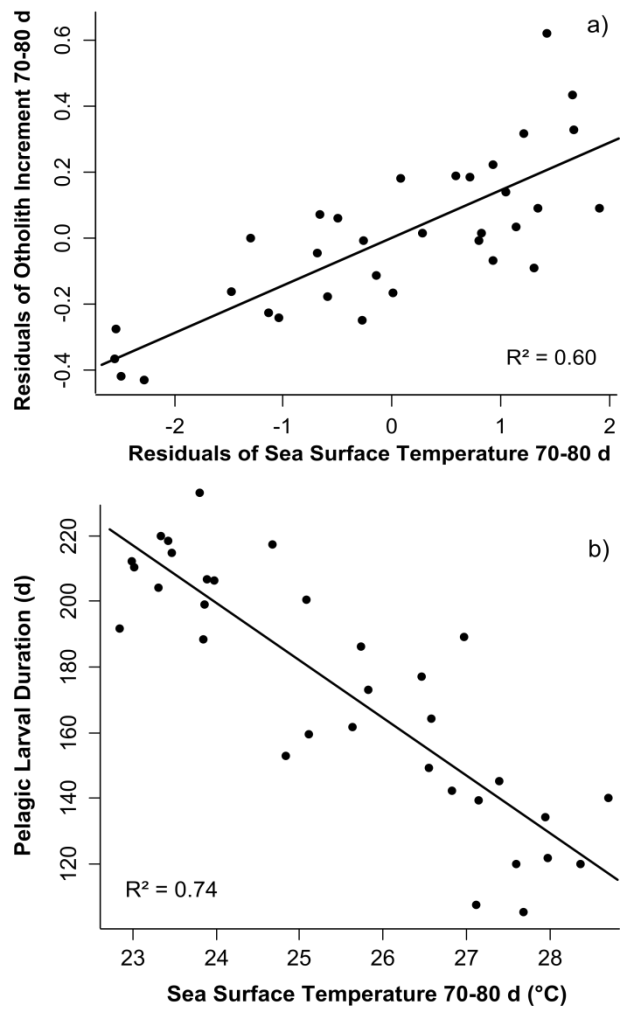 a)
Residuals of Otholith Increment 70-80 d
0.6
0.4
0.2
0.0
-0.2
-0.4
R² = 0.60
-2
-1
0
1
2
Residuals of Sea Surface Temperature 70-80 d
b)
Pelagic Larval Duration (d)
220
200
180
160
140
120
R² = 0.74
23
24
25
26
27
28
Sea Surface Temperature 70-80 d (°C)